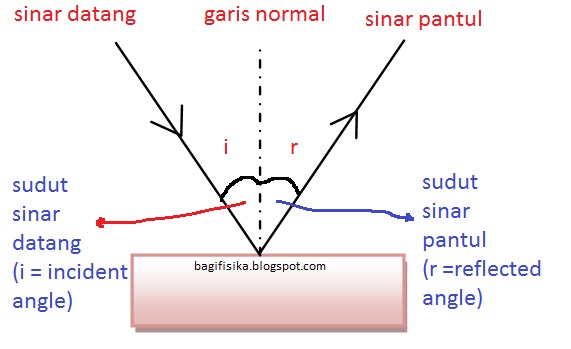 sinar datang
garis normal
sinar pantul
i
r
sudut
sinar
datang
(i = incident
angle)
sudut
sinar
pantul
(r =reflected
angle)
bagifisika.blogspot.com